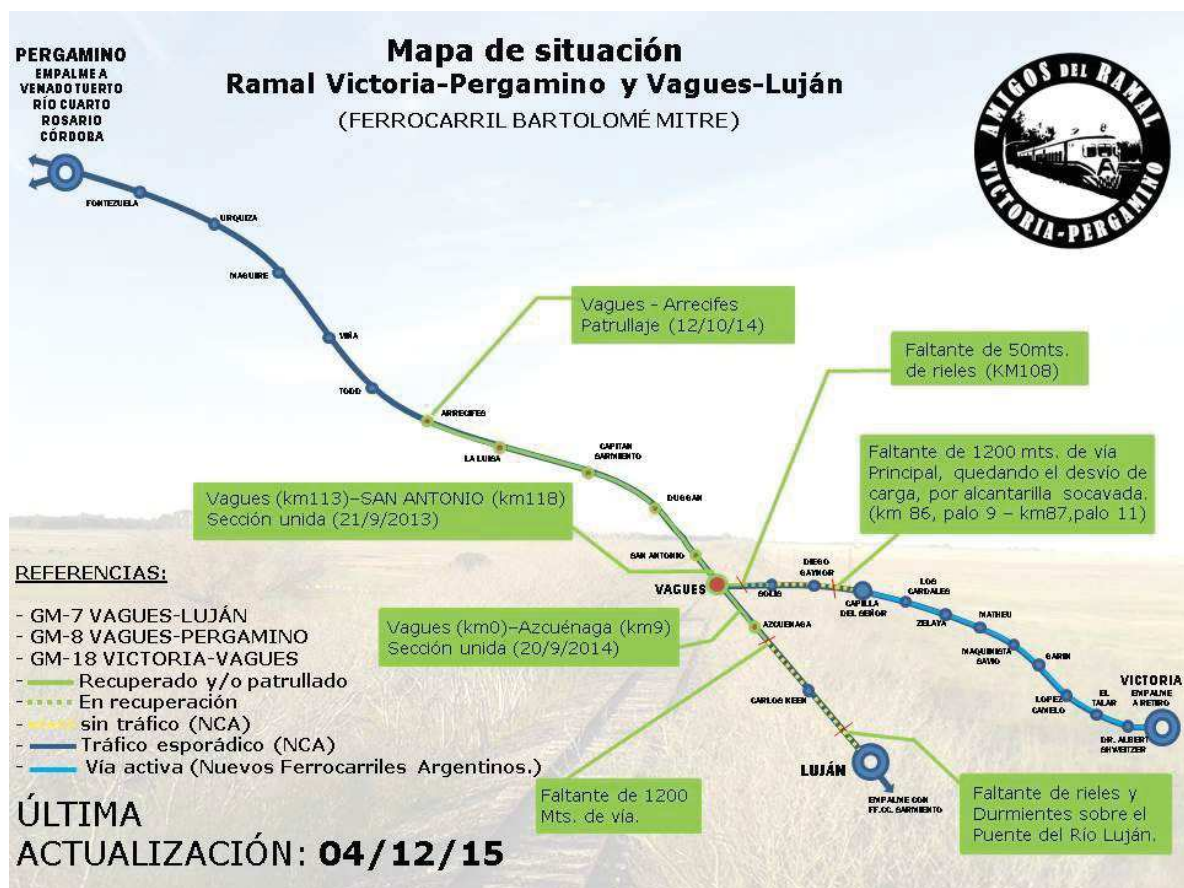 PERGAMINO
EMPALME A
VENADO TUERTO
RÍO CUARTO
ROSARIO
CÓRDOBA
Mapa de situación
Ramal Victoria-Pergamino y Vagues-Luján
(FERROCARRIL BARTOLOMÉ MITRE)
AMIGOS DEL RAMAL
VICTORIA-PERGAMINO
FONTEZUELA
URQUIZA
MAGUIRE
VIÑA
TODD
ARRECIFES
LA LUISA
CAPITAN
SARMIENTO
DUGGAN
SAN ANTONIO
VAGUES
Vagues - Arrecifes
Patrullaje (12/10/14)
Faltante de 50mts.
de rieles (KM108)
Faltante de 1200 mts. de vía
Principal, quedando el desvío de
carga, por alcantarilla socavada.
(km 86, palo 9 – km87,palo 11)
Vagues (km113)–SAN ANTONIO (km118)
Sección unida (21/9/2013)
SOLIS
DIEGO
GAYNOR
CAPILLA
DEL SEÑOR
LOS
CARDALES
ZELAYA
MATHEU
MAQUINISTA
SAVIO
GARIN
LOPEZ
CAMELO
EL
TALAR
DR. ALBERT
SHWEITZER
VICTORIA
EMPALME
A RETIRO
Vagues (km0)–Azcuénaga (km9)
Sección unida (20/9/2014)
AZCUENAGA
CARLOS KEEN
LUJÁN
EMPALME CON
FF.CC. SARMIENTO
Faltante de 1200
Mts. de vía.
Faltante de rieles y
Durmientes sobre el
Puente del Río Luján.
REFERENCIAS:
- GM-7 VAGUES-LUJÁN
- GM-8 VAGUES-PERGAMINO
- GM-18 VICTORIA-VAGUES
- Recuperado y/o patrullado
- En recuperación
- sin tráfico (NCA)
- Tráfico esporádico (NCA)
- Vía activa (Nuevos Ferrocarriles Argentinos.)
ÚLTIMA
ACTUALIZACIÓN: 04/12/15